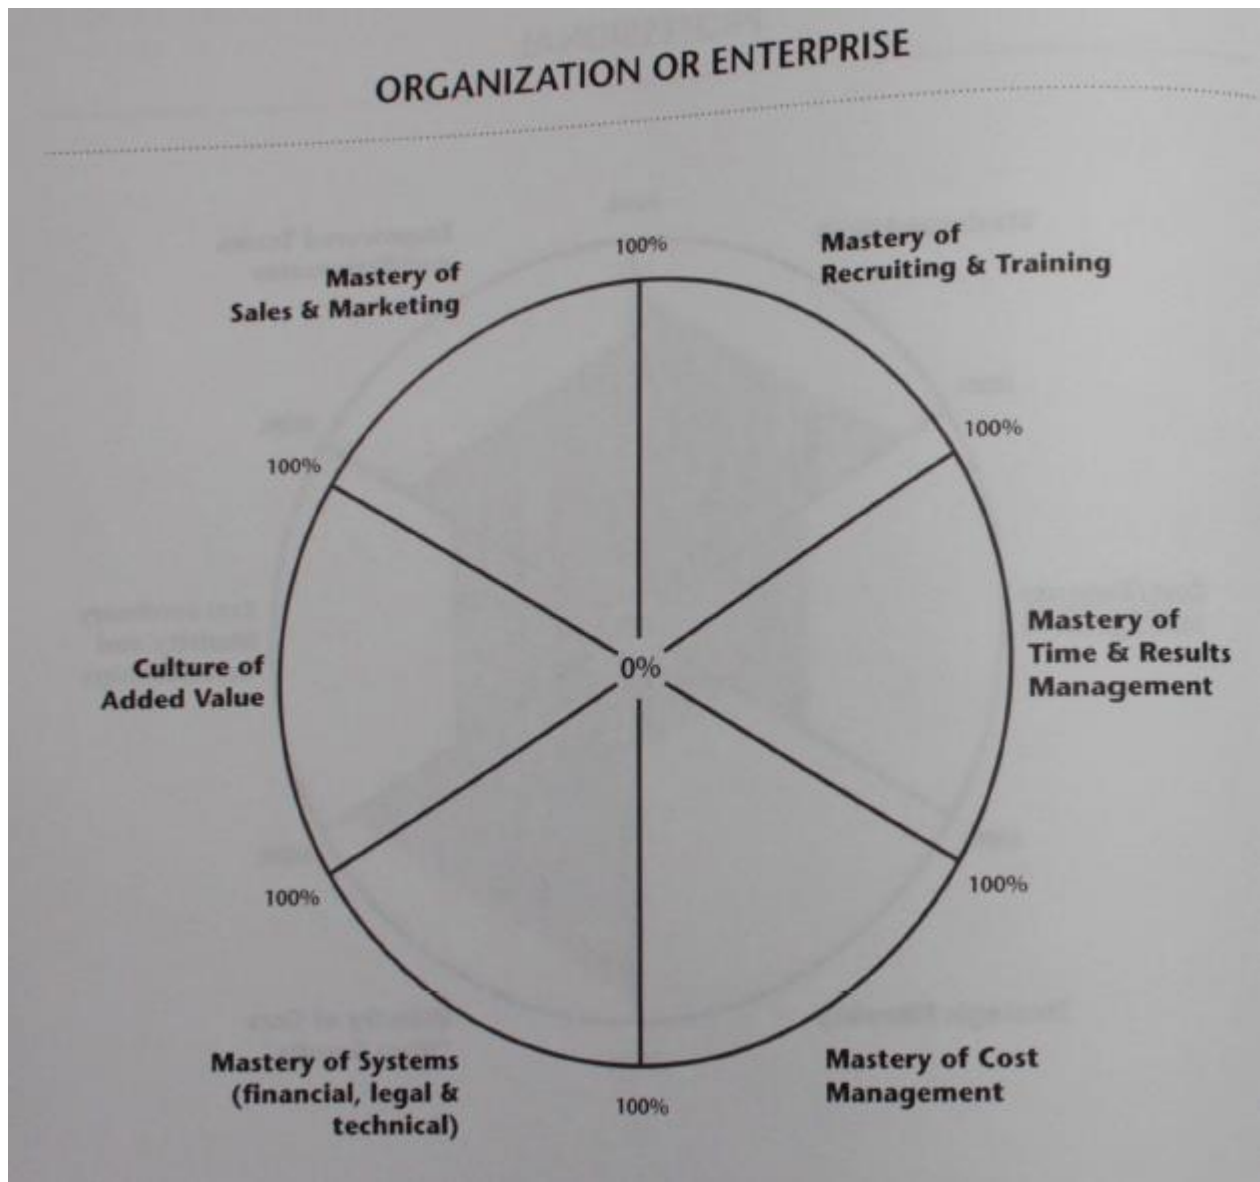 ORGANIZATION OR ENTERPRISE
100%
Mastery of
Recruiting & Training
Mastery of
Sales & Marketing
100%
100%
Mastery of
Time & Results
Management
0%
Culture of
Added Value
100%
100%
Mastery of Systems
(financial, legal &
technical)
100%
Mastery of Cost
Management